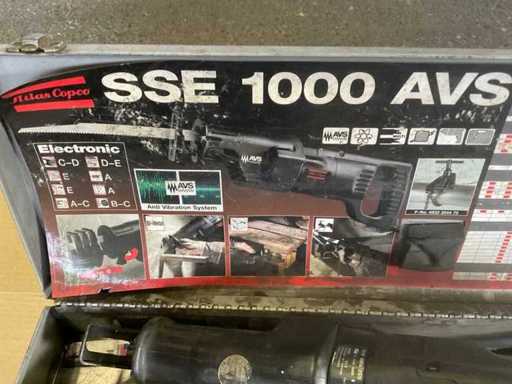 Atlas Copco
SSE 1000 AVS
Electronic
C-D D-E
E A
E A
A-C B-C
AVS
AVS
Anti Vibration System